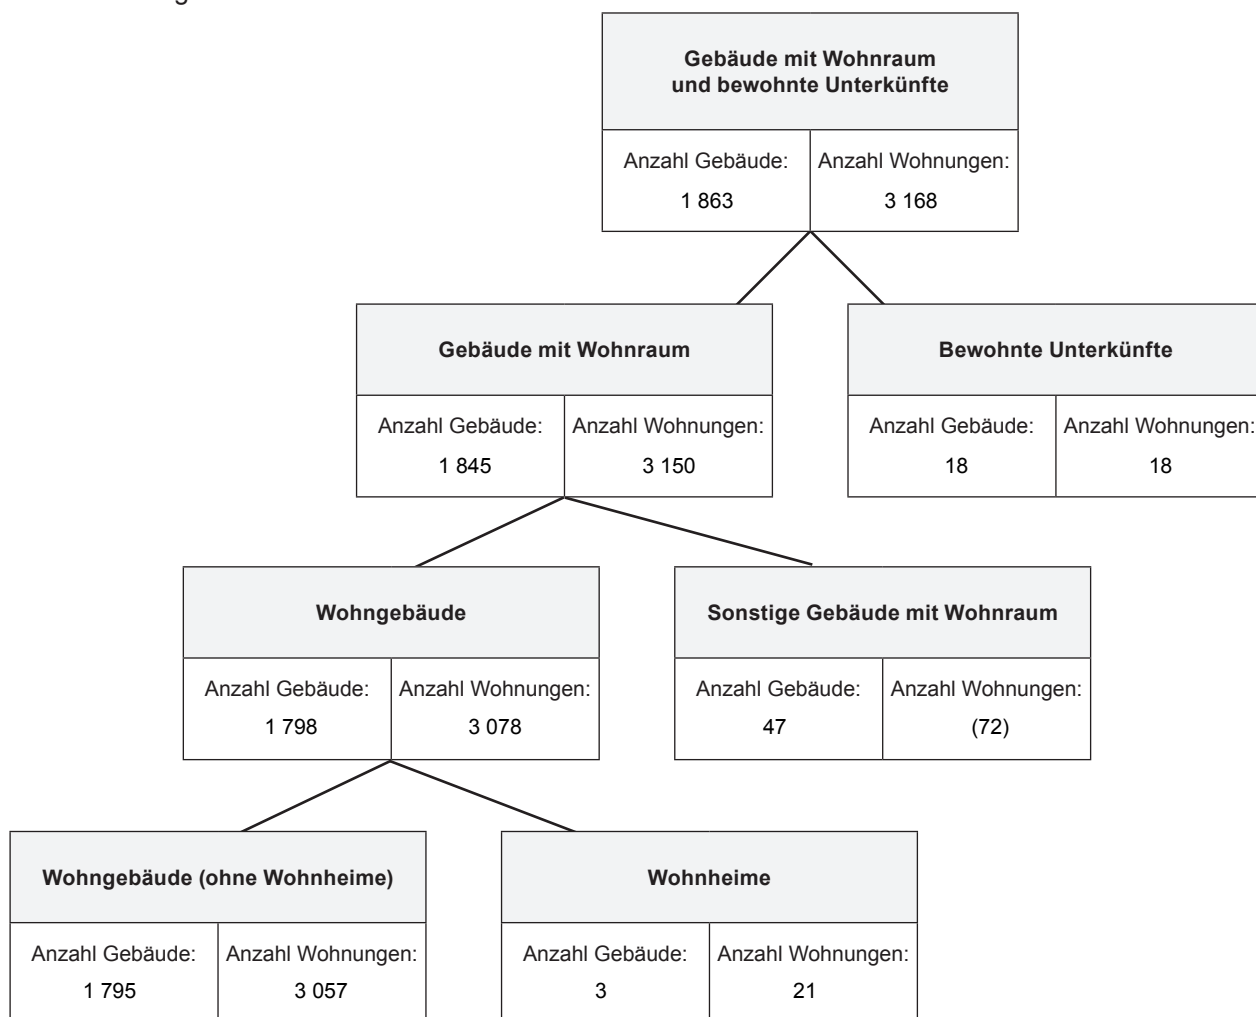 Gebäude mit Wohnraum
und bewohnte Unterkünfte
Anzahl Gebäude:
1 863
Anzahl Wohnungen:
3 168
Gebäude mit Wohnraum
Anzahl Gebäude:
1 845
Anzahl Wohnungen:
3 150
Bewohnte Unterkünfte
Anzahl Gebäude:
18
Anzahl Wohnungen:
18
Wohngebäude
Anzahl Gebäude:
1 798
Anzahl Wohnungen:
3 078
Sonstige Gebäude mit Wohnraum
Anzahl Gebäude:
47
Anzahl Wohnungen:
(72)
Wohngebäude (ohne Wohnheime)
Anzahl Gebäude:
1 795
Anzahl Wohnungen:
3 057
Wohnheime
Anzahl Gebäude:
3
Anzahl Wohnungen:
21